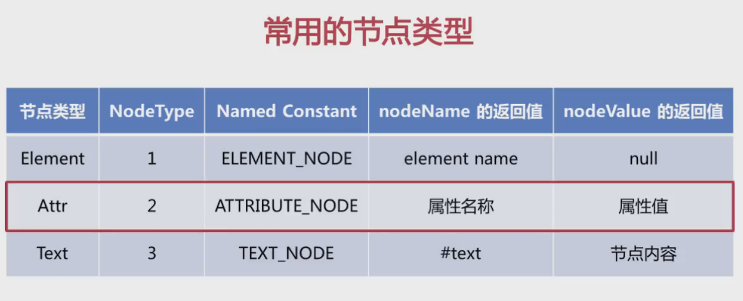 常用的节点类型
节点类型 NodeType Named Constant nodeName 的返回值 nodeValue 的返回值
Element 1 ELEMENT_NODE element name null
Attr 2 ATTRIBUTE_NODE 属性名称 属性值
Text 3 TEXT_NODE #text 节点内容